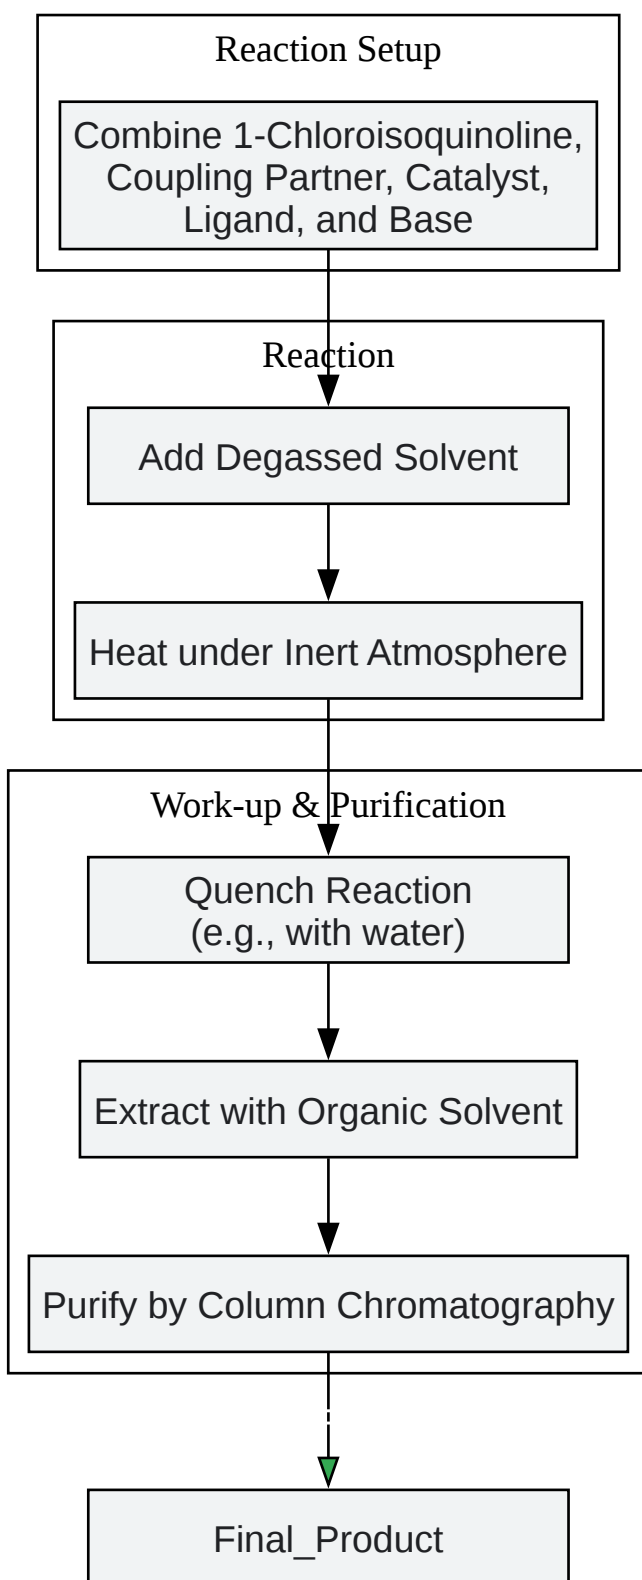 Reaction Setup
Combine 1-Chloroisoquinoline,
Coupling Partner, Catalyst,
Ligand, and Base
Reaction
Add Degassed Solvent
Heat under Inert Atmosphere
Work-up & Purification
Quench Reaction
(e.g., with water)
Extract with Organic Solvent
Purify by Column Chromatography
Final_Product